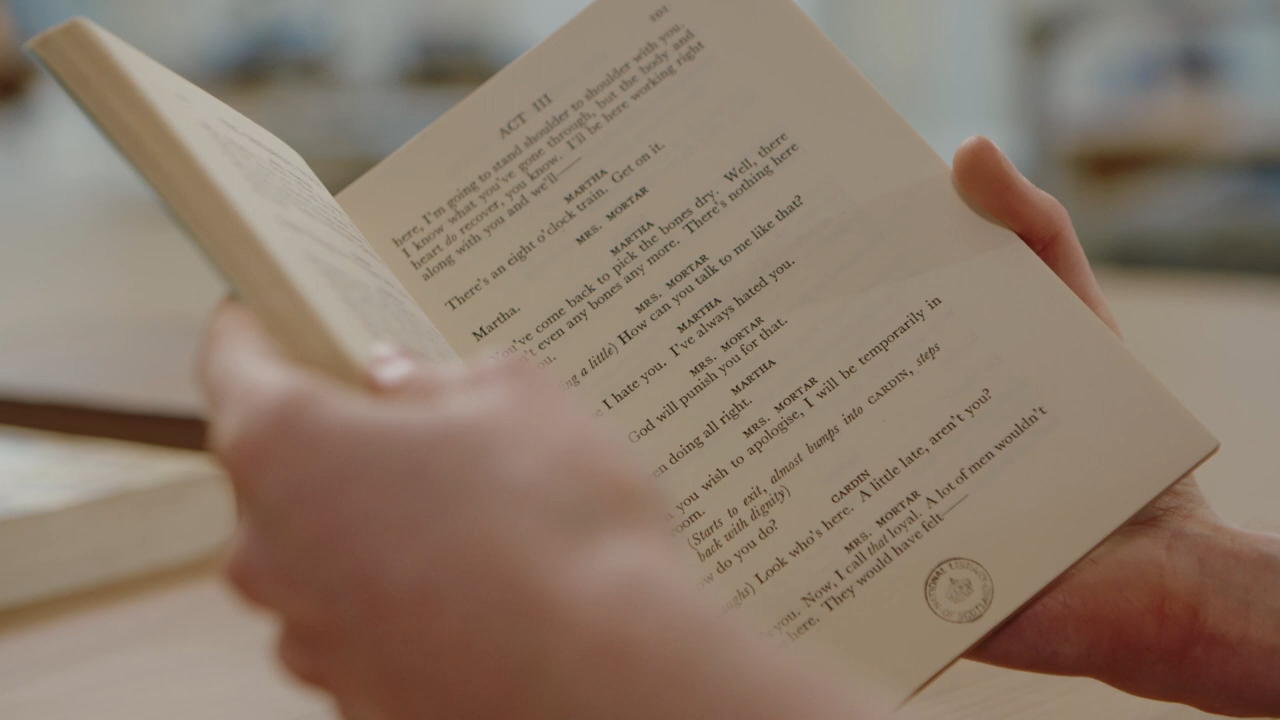 101
ACT III
here, I'm going to stand shoulder to shoulder with you.
I know what you've gone through, but the body and
heart do recover, you know. I'll be here working right
along with you and we'll——
MARTHA
There's an eight o'clock train. Get on it.
MRS. MORTAR
Martha.
MARTHA
You've come back to pick the bones dry. Well, there
even any bones any more. There's nothing here
MRS. MORTAR
a little) How can you talk to me like that?
MARTHA
I hate you. I've always hated you.
MRS. MORTAR
God will punish you for that.
MARTHA
doing all right.
MRS. MORTAR
you wish to apologise, I will be temporarily in
(Starts to exit, almost bumps into CARDIN, steps
back with dignity)
do you do?
CARDIN
Look who's here. A little late, aren't you?
MRS. MORTAR
you. Now, I call that loyal. A lot of men wouldn't
here. They would have felt——
NATIONAL LIBRARY OF SCOTLAND